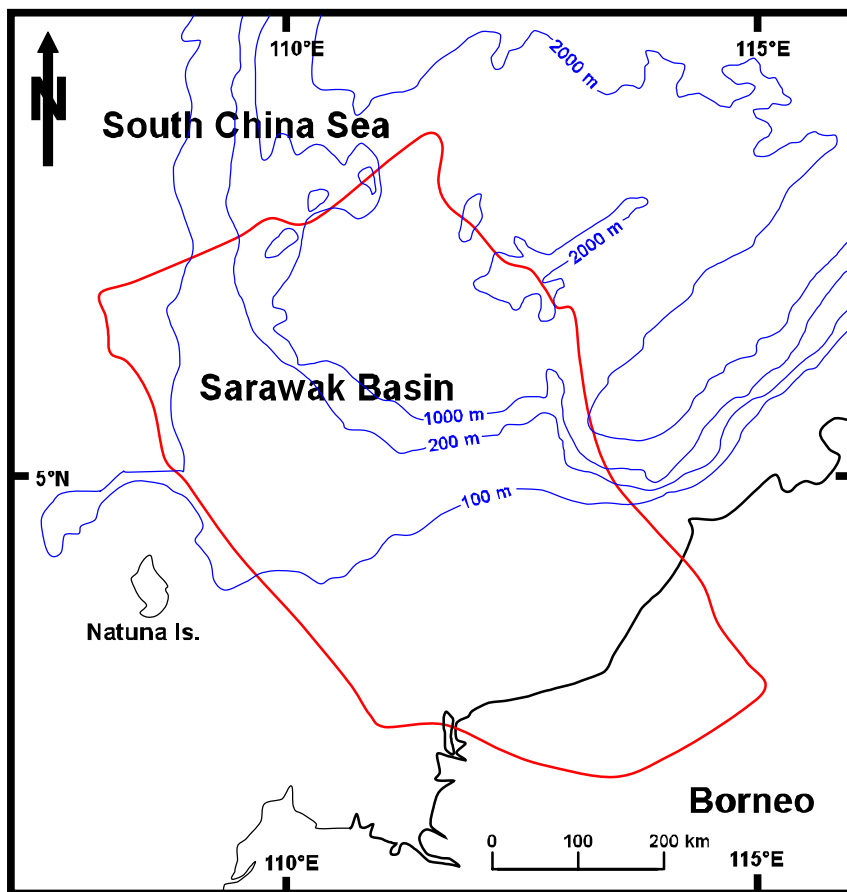 110°E
115°E
N
2000 m
South China Sea
2000 m
Sarawak Basin
1000 m
200 m
5°N
100 m
Natuna Is.
Borneo
0 100 200 km
110°E
115°E